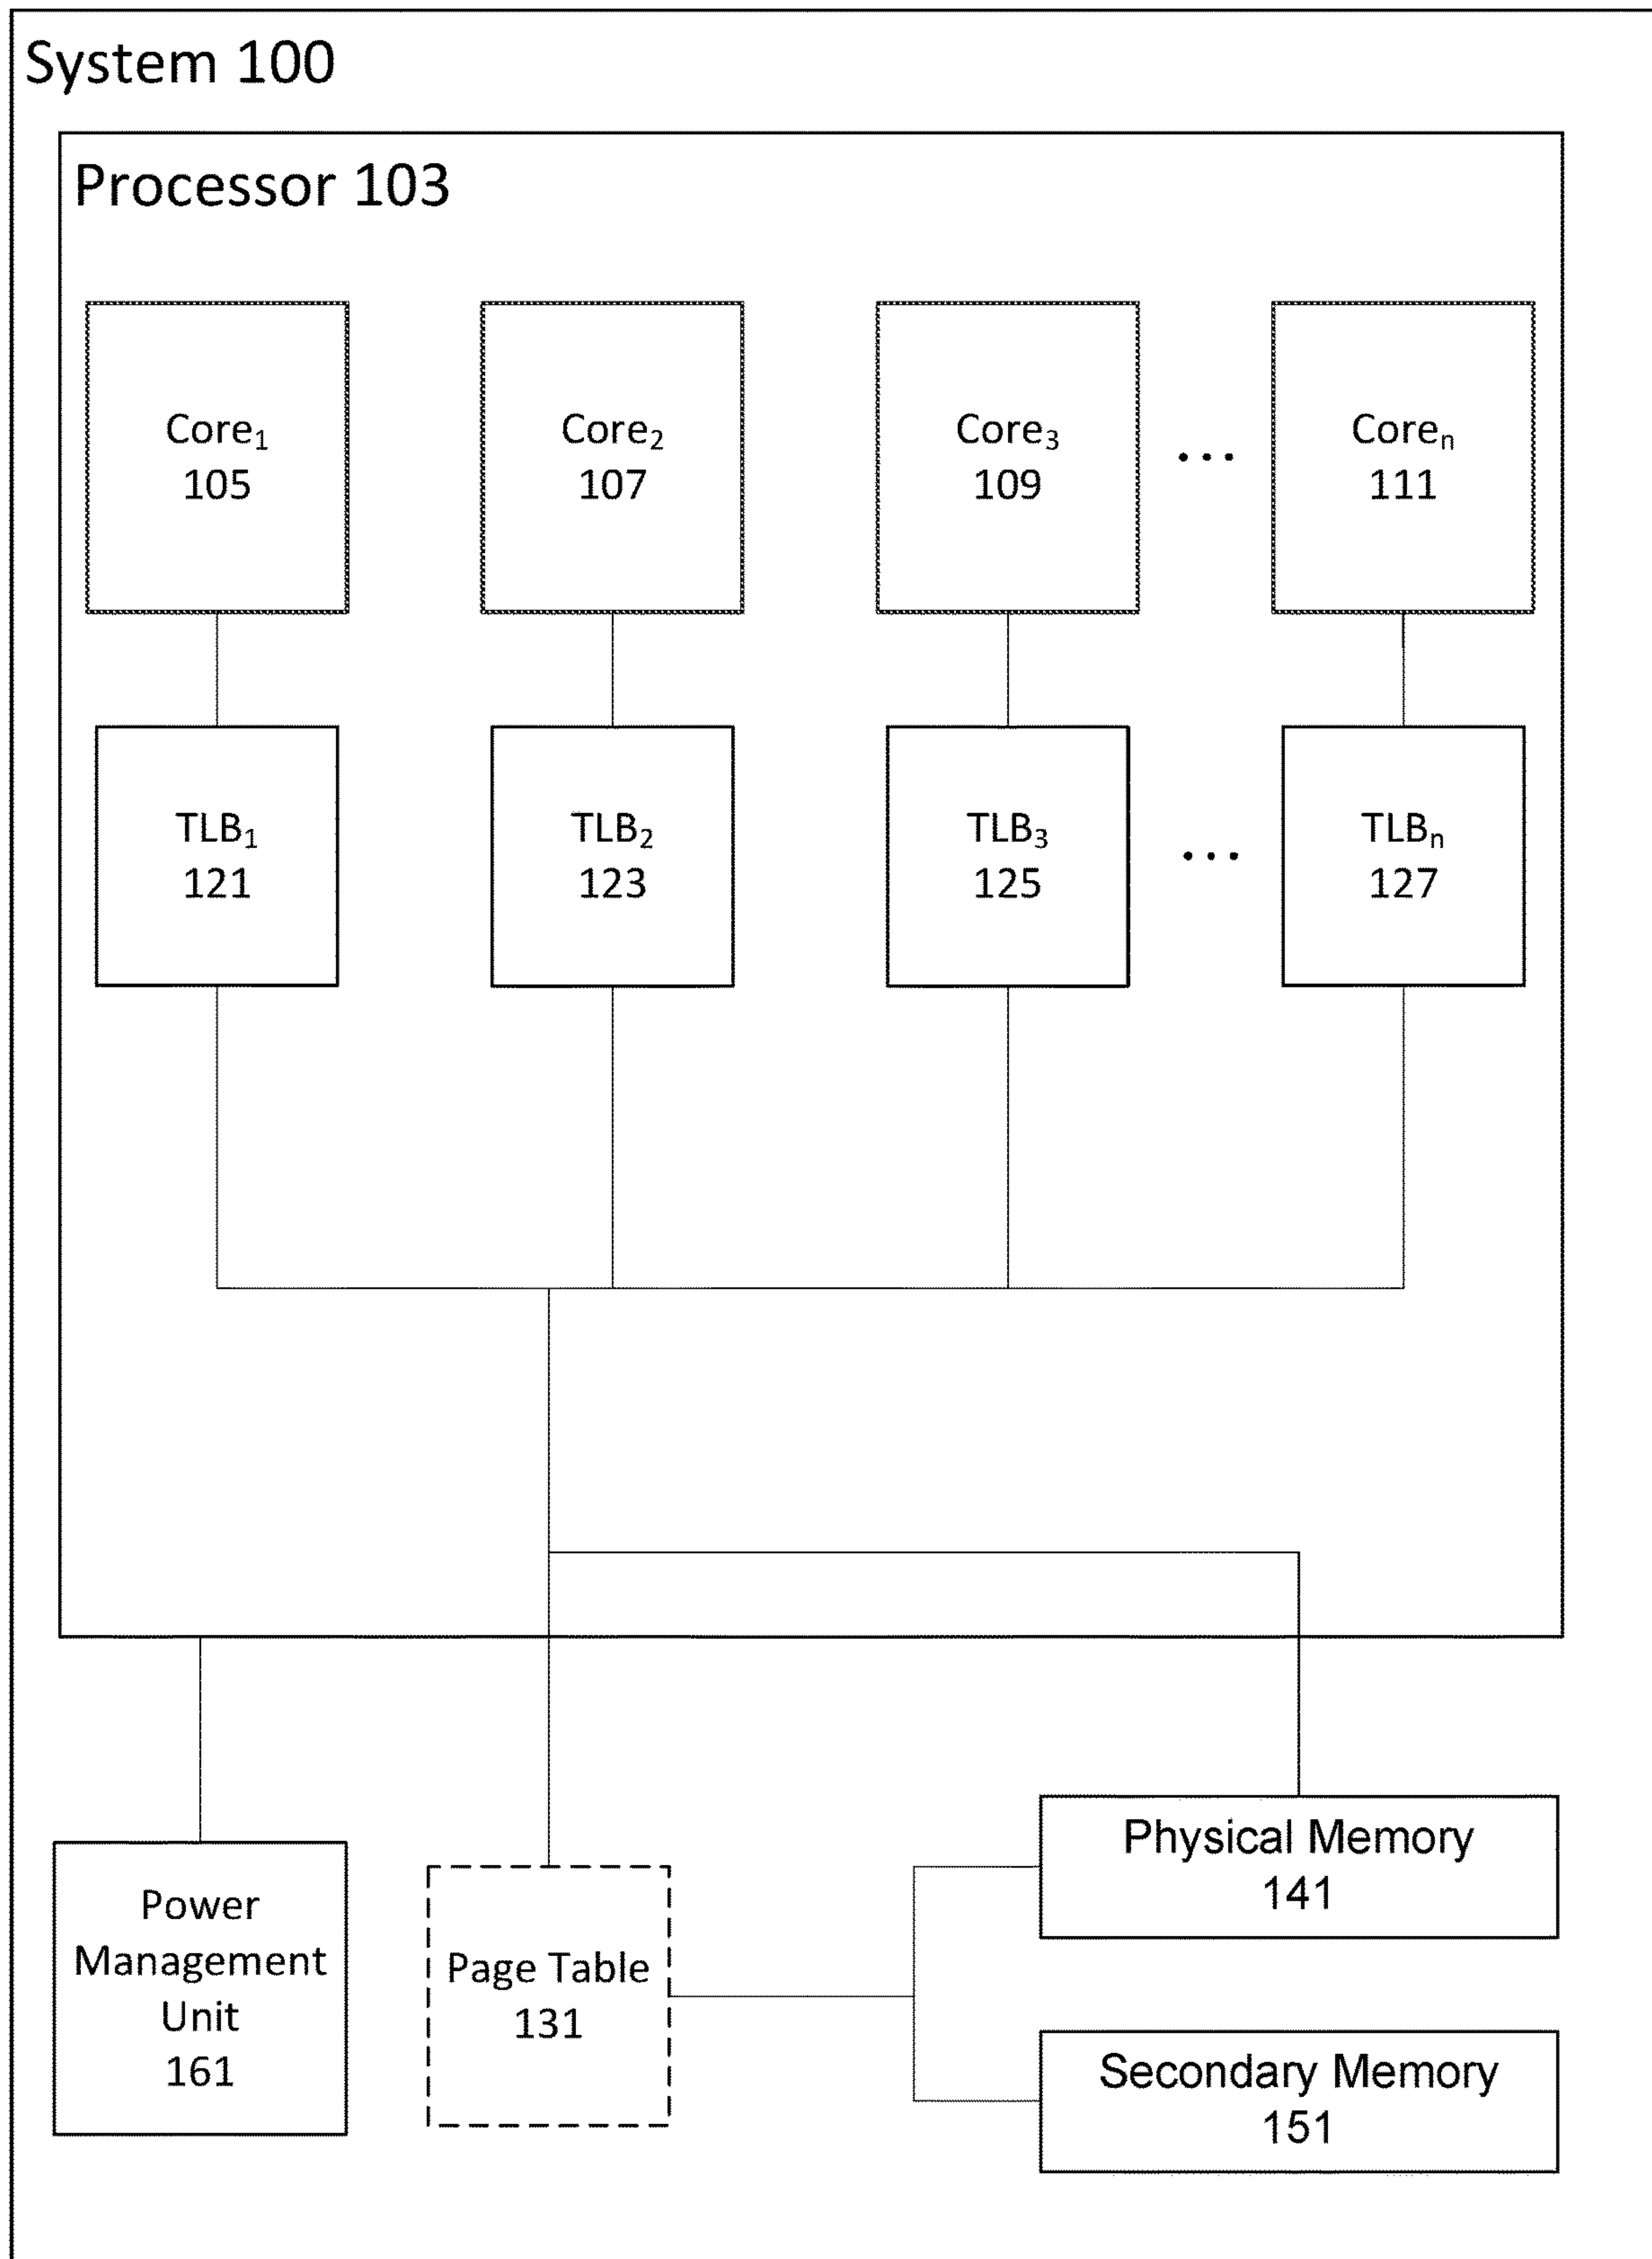 System 100
Processor 103
Core₁
105
Core₂
107
Core₃
109
...
Coreₙ
111
TLB₁
121
TLB₂
123
TLB₃
125
...
TLBₙ
127
Power
Management
Unit
161
Page Table
131
Physical Memory
141
Secondary Memory
151